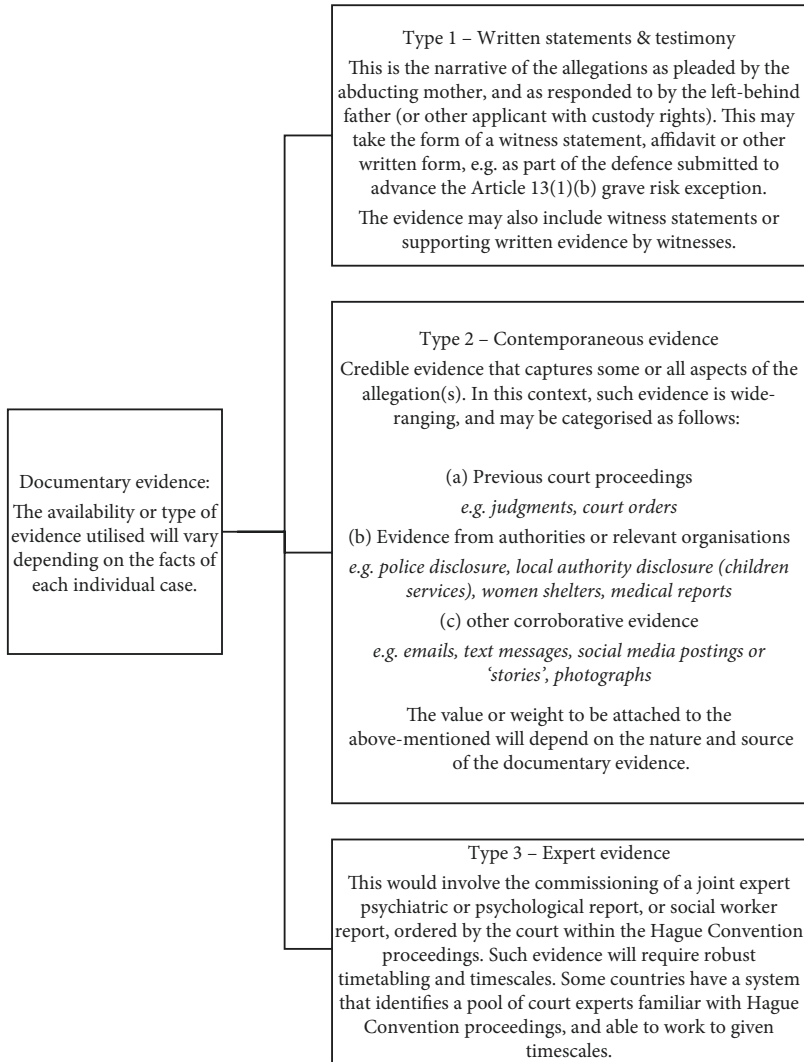 Documentary evidence:
The availability or type of
evidence utilised will vary
depending on the facts of
each individual case.
Type 1 – Written statements & testimony
This is the narrative of the allegations as pleaded by the
abducting mother, and as responded to by the left-behind
father (or other applicant with custody rights). This may
take the form of a witness statement, affidavit or other
written form, e.g. as part of the defence submitted to
advance the Article 13(1)(b) grave risk exception.
The evidence may also include witness statements or
supporting written evidence by witnesses.
Type 2 – Contemporaneous evidence
Credible evidence that captures some or all aspects of the
allegation(s). In this context, such evidence is wide-
ranging, and may be categorised as follows:
(a) Previous court proceedings
e.g. judgments, court orders
(b) Evidence from authorities or relevant organisations
e.g. police disclosure, local authority disclosure (children
services), women shelters, medical reports
(c) other corroborative evidence
e.g. emails, text messages, social media postings or
‘stories’, photographs
The value or weight to be attached to the
above-mentioned will depend on the nature and source
of the documentary evidence.
Type 3 – Expert evidence
This would involve the commissioning of a joint expert
psychiatric or psychological report, or social worker
report, ordered by the court within the Hague Convention
proceedings. Such evidence will require robust
timetabling and timescales. Some countries have a system
that identifies a pool of court experts familiar with Hague
Convention proceedings, and able to work to given
timescales.